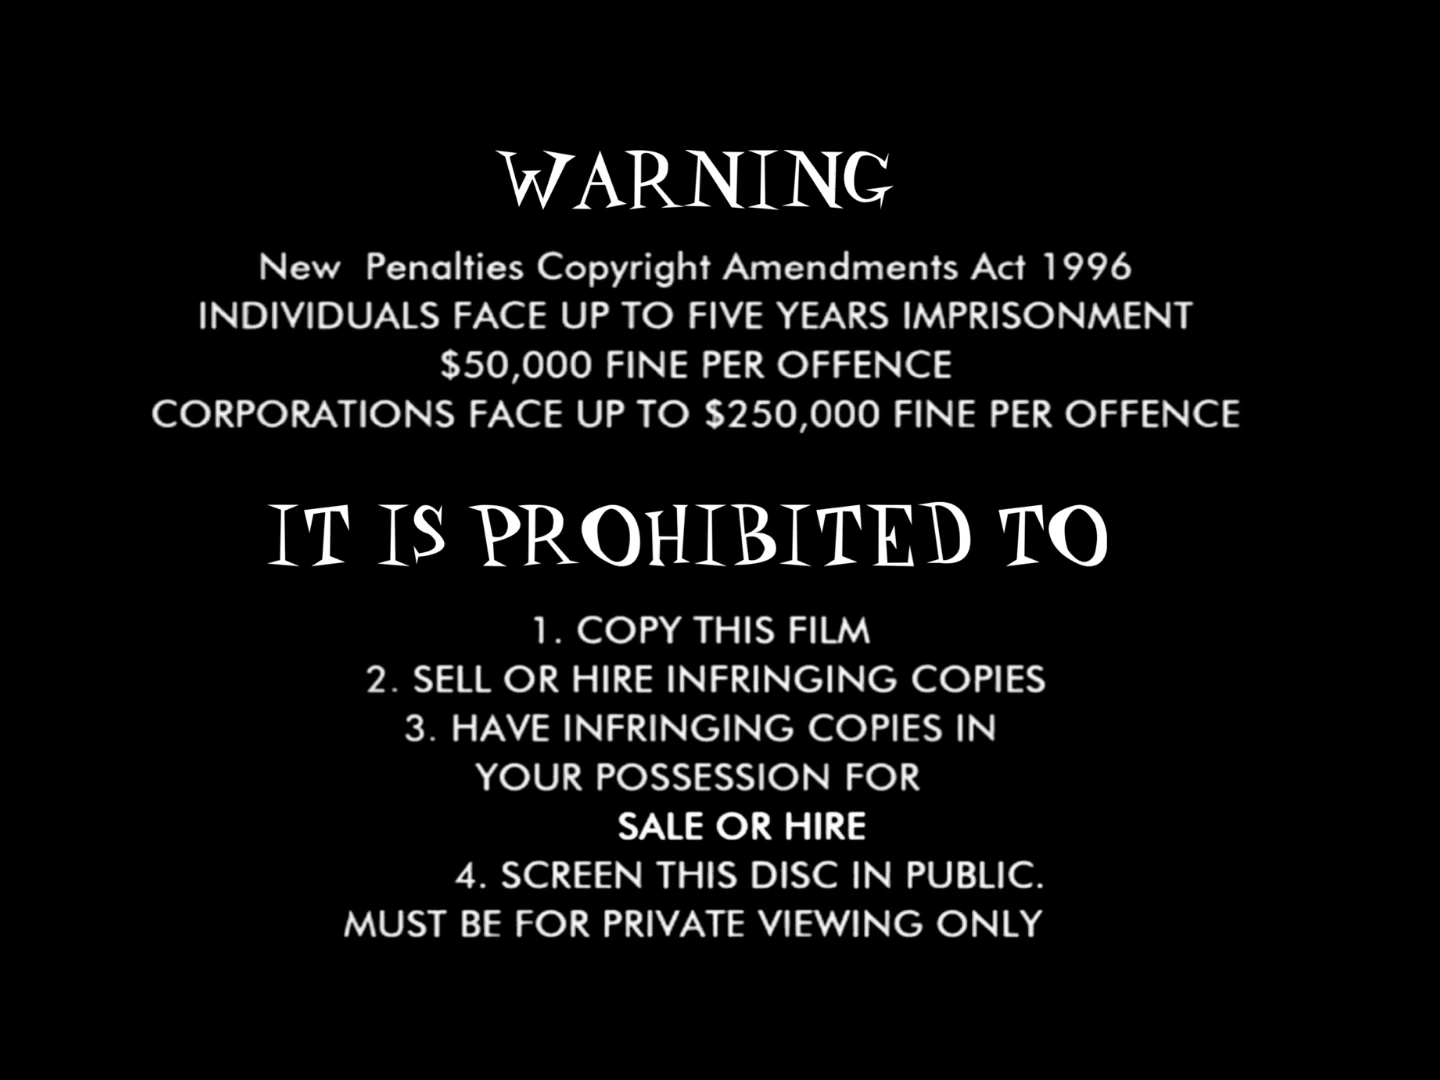 WARNING
New Penalties Copyright Amendments Act 1996
INDIVIDUALS FACE UP TO FIVE YEARS IMPRISONMENT
$50,000 FINE PER OFFENCE
CORPORATIONS FACE UP TO $250,000 FINE PER OFFENCE
IT IS PROHIBITED TO
1. COPY THIS FILM
2. SELL OR HIRE INFRINGING COPIES
3. HAVE INFRINGING COPIES IN
YOUR POSSESSION FOR
SALE OR HIRE
4. SCREEN THIS DISC IN PUBLIC.
MUST BE FOR PRIVATE VIEWING ONLY